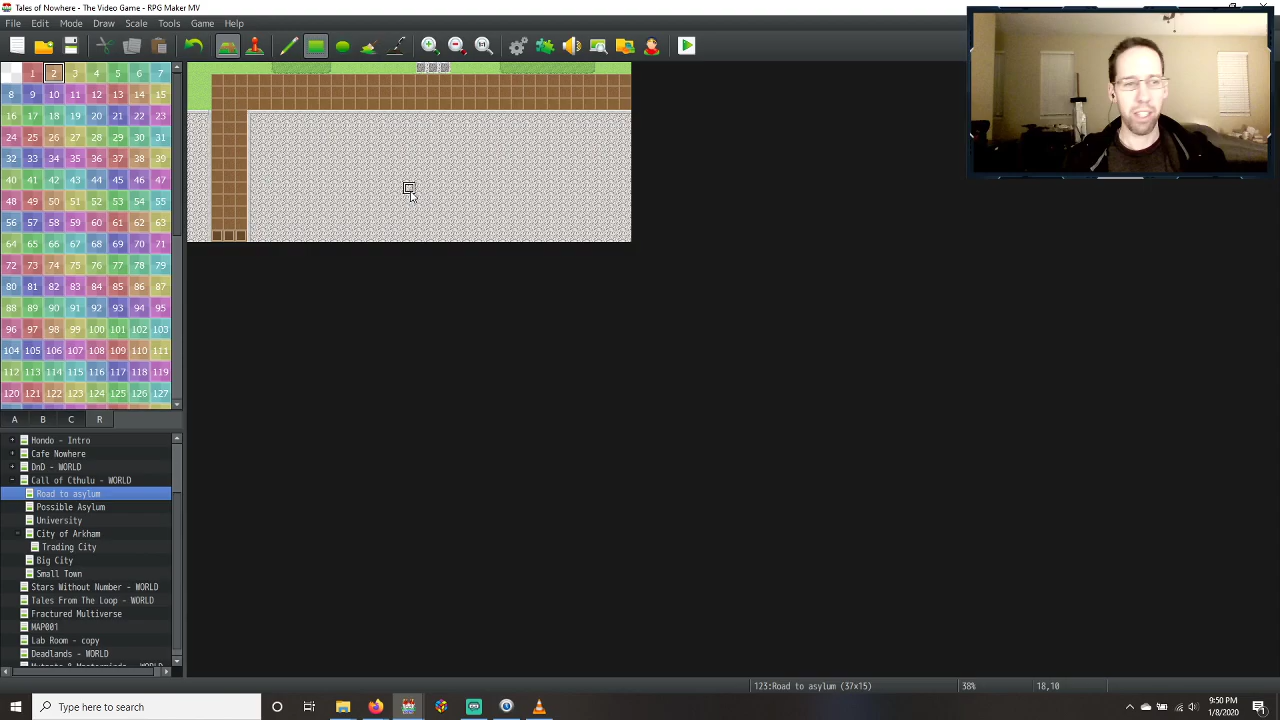 Tales of Nowhere - The Video Game - RPG Maker MV
File Edit Mode Draw Scale Tools Game Help
1 2 3 4 5 6 7
8 9 10 11 12 13 14 15
16 17 18 19 20 21 22 23
24 25 26 27 28 29 30 31
32 33 34 35 36 37 38 39
40 41 42 43 44 45 46 47
48 49 50 51 52 53 54 55
56 57 58 59 60 61 62 63
64 65 66 67 68 69 70 71
72 73 74 75 76 77 78 79
80 81 82 83 84 85 86 87
88 89 90 91 92 93 94 95
96 97 98 99 100 101 102 103
104 105 106 107 108 109 110 111
112 113 114 115 116 117 118 119
120 121 122 123 124 125 126 127
A B C R
Hondo - Intro
Cafe Nowhere
DnD - WORLD
Call of Cthulu - WORLD
Road to asylum
Possible Asylum
University
City of Arkham
Trading City
Big City
Small Town
Stars Without Number - WORLD
Tales From The Loop - WORLD
Fractured Multiverse
MAP001
Lab Room - copy
Deadlands - WORLD
Mutants & Masterminds - WORLD
123:Road to asylum (37x15) 38% 18,10
Type here to search
9:50 PM
1/8/2020